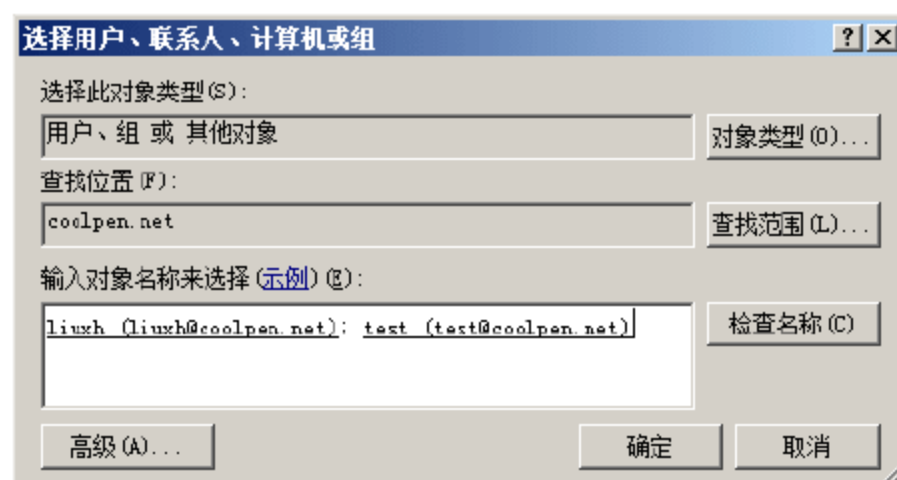 选择用户、联系人、计算机或组
选择此对象类型(S):
用户、组 或 其他对象
对象类型(O)...
查找位置(F):
coolpen.net
查找范围(L)...
输入对象名称来选择(示例)(E):
liuxh (liuxh@coolpen.net); test (test@coolpen.net)
检查名称(C)
高级(A)...
确定
取消